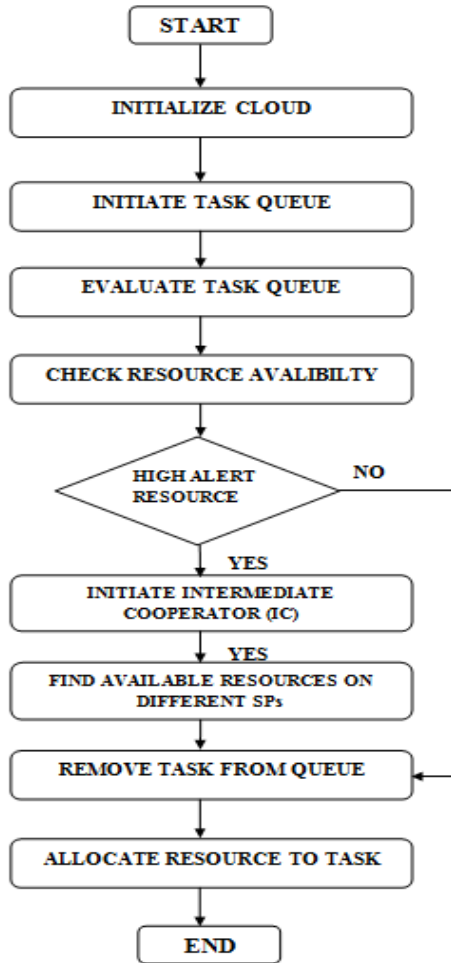 START
INITIALIZE CLOUD
INITIATE TASK QUEUE
EVALUATE TASK QUEUE
CHECK RESOURCE AVALIBILTY
HIGH ALERT
RESOURCE
NO
YES
INITIATE INTERMEDIATE
COOPERATOR (IC)
YES
FIND AVAILABLE RESOURCES ON
DIFFERENT SPs
REMOVE TASK FROM QUEUE
ALLOCATE RESOURCE TO TASK
END